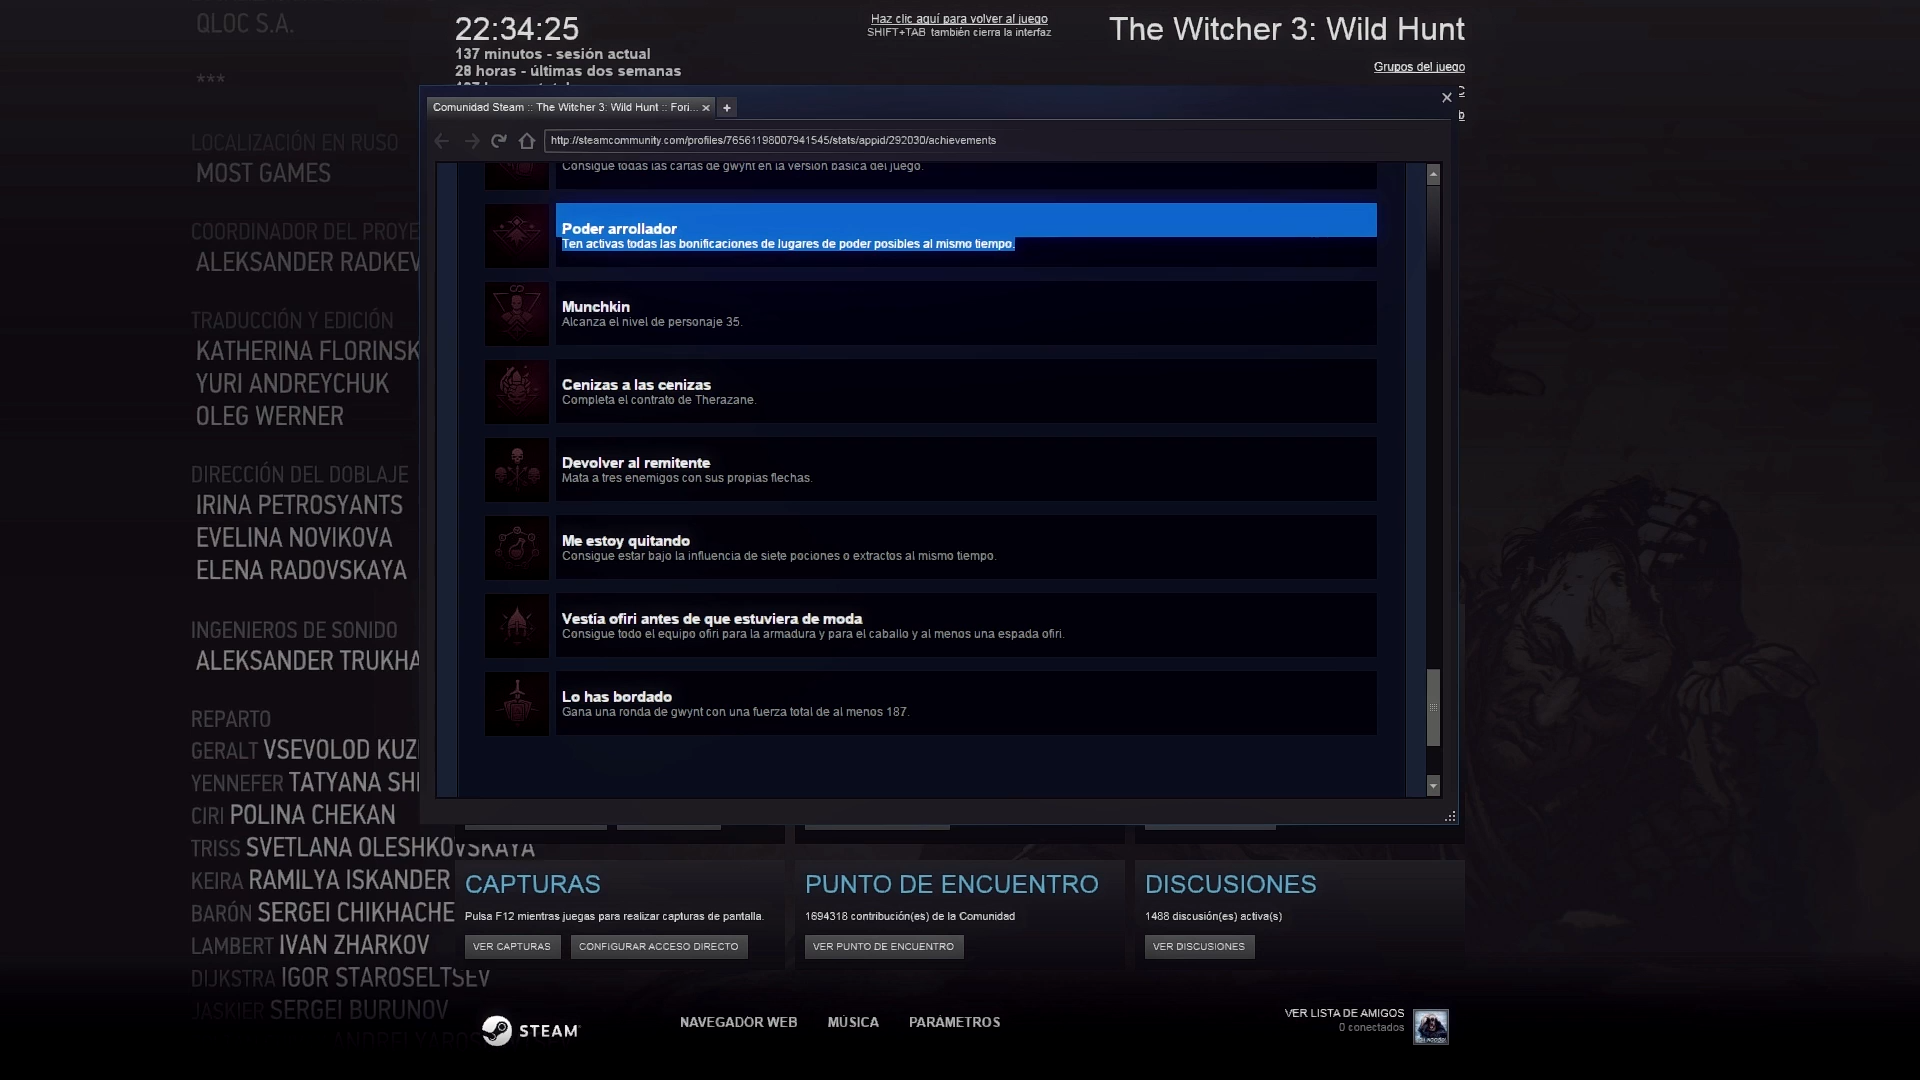 QLOC S.A.
***
LOCALIZACIÓN EN RUSO
MOST GAMES
COORDINADOR DEL PROYE
ALEKSANDER RADKEV
TRADUCCIÓN Y EDICIÓN
KATHERINA FLORINSK
YURI ANDREYCHUK
OLEG WERNER
DIRECCIÓN DEL DOBLAJE
IRINA PETROSYANTS
EVELINA NOVIKOVA
ELENA RADOVSKAYA
INGENIEROS DE SONIDO
ALEKSANDER TRUKHA
REPARTO
GERALT VSEVOLOD KUZ
YENNEFER TATYANA SHI
CIRI POLINA CHEKAN
TRISS SVETLANA OLESHKOVSKAYA
KEIRA RAMILYA ISKANDER
BARÓN SERGEI CHIKHACHE
LAMBERT IVAN ZHARKOV
DIJKSTRA IGOR STAROSELTSEV
JASKIER SERGEI BURUNOV
22:34:25
137 minutos - sesión actual
28 horas - últimas dos semanas
Haz clic aquí para volver al juego
SHIFT+TAB también cierra la interfaz
The Witcher 3: Wild Hunt
Grupos del juego
Comunidad Steam :: The Witcher 3: Wild Hunt :: Fori... × +
http://steamcommunity.com/profiles/76561198007941545/stats/appid/292030/achievements
Consigue todas las cartas de gwynt en la versión básica del juego.
Poder arrollador
Ten activas todas las bonificaciones de lugares de poder posibles al mismo tiempo.
Munchkin
Alcanza el nivel de personaje 35.
Cenizas a las cenizas
Completa el contrato de Therazane.
Devolver al remitente
Mata a tres enemigos con sus propias flechas.
Me estoy quitando
Consigue estar bajo la influencia de siete pociones o extractos al mismo tiempo.
Vestía ofiri antes de que estuviera de moda
Consigue todo el equipo ofiri para la armadura y para el caballo y al menos una espada ofiri.
Lo has bordado
Gana una ronda de gwynt con una fuerza total de al menos 187.
CAPTURAS
Pulsa F12 mientras juegas para realizar capturas de pantalla.
VER CAPTURAS
CONFIGURAR ACCESO DIRECTO
PUNTO DE ENCUENTRO
1694318 contribución(es) de la Comunidad
VER PUNTO DE ENCUENTRO
DISCUSIONES
1488 discusión(es) activa(s)
VER DISCUSIONES
STEAM
NAVEGADOR WEB
MÚSICA
PARÁMETROS
VER LISTA DE AMIGOS
0 conectados